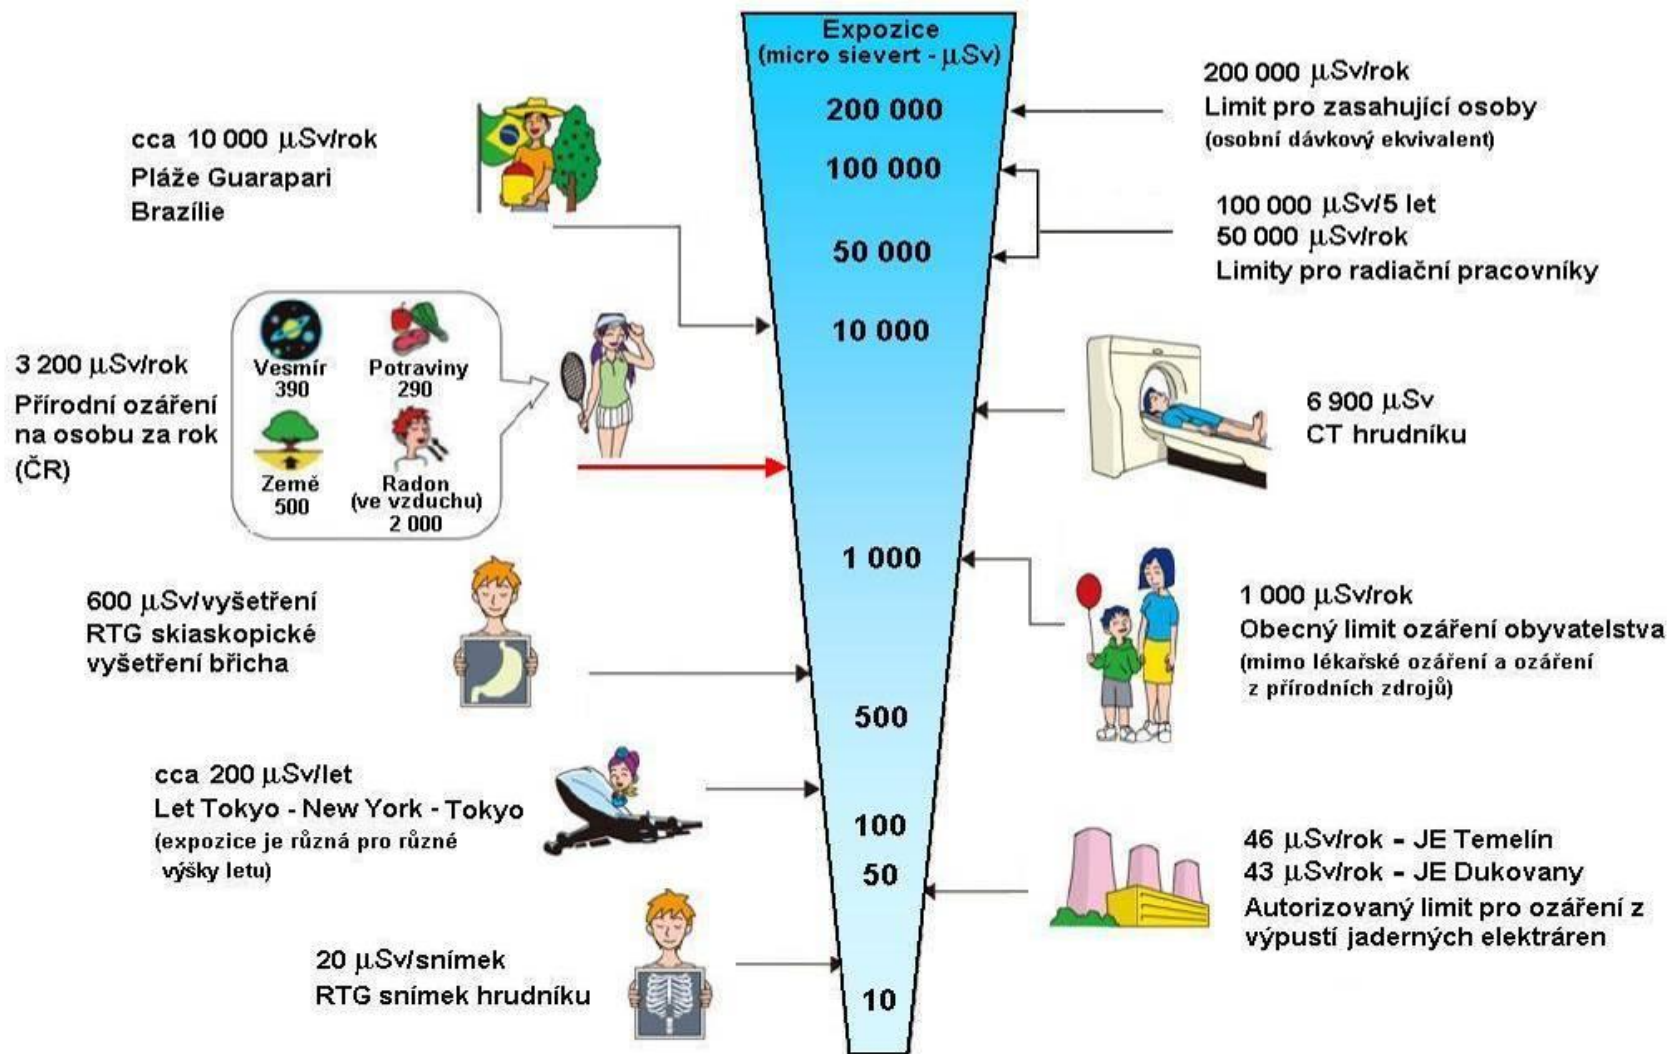 Expozice
(micro sievert - μSv)
200 000
100 000
50 000
10 000
1 000
500
100
50
10
cca 10 000 μSv/rok
Pláže Guarapari
Brazílie
3 200 μSv/rok
Přírodní ozáření
na osobu za rok
(ČR)
Vesmír
390
Potraviny
290
Země
500
Radon
(ve vzduchu)
2 000
600 μSv/vyšetření
RTG skiaskopické
vyšetření břicha
cca 200 μSv/let
Let Tokyo - New York - Tokyo
(expozice je různá pro různé
výšky letu)
20 μSv/snímek
RTG snímek hrudníku
200 000 μSv/rok
Limit pro zasahující osoby
(osobní dávkový ekvivalent)
100 000 μSv/5 let
50 000 μSv/rok
Limity pro radiační pracovníky
6 900 μSv
CT hrudníku
1 000 μSv/rok
Obecný limit ozáření obyvatelstva
(mimo lékařské ozáření a ozáření
z přírodních zdrojů)
46 μSv/rok - JE Temelín
43 μSv/rok - JE Dukovany
Autorizovaný limit pro ozáření z
výpustí jaderných elektráren